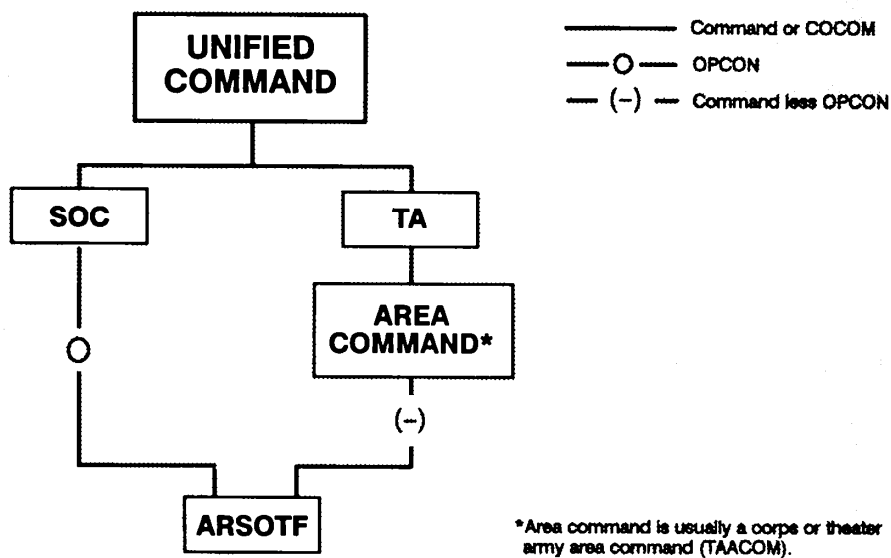 UNIFIED
COMMAND
Command or COCOM
O OPCON
(-) Command less OPCON
SOC
TA
AREA
COMMAND*
O
(-)
ARSOTF
*Area command is usually a corps or theater
army area command (TAACOM).